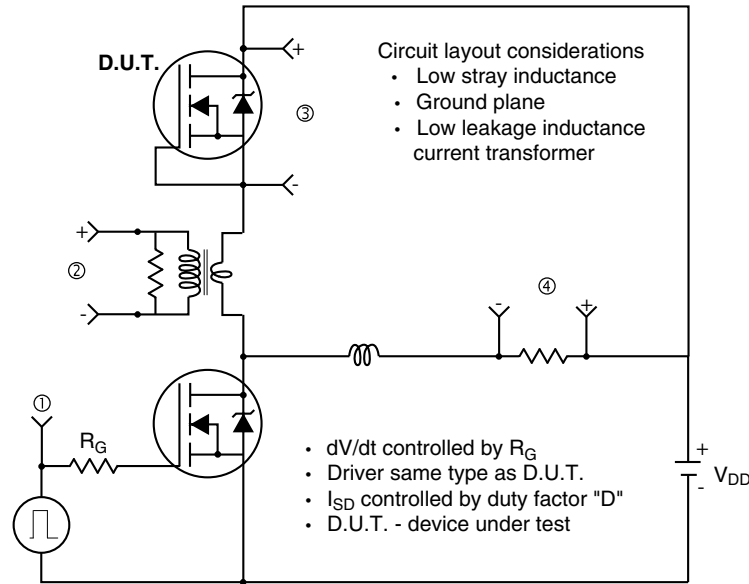 D.U.T.
+
-
③
Circuit layout considerations
• Low stray inductance
• Ground plane
• Low leakage inductance
current transformer
+
②
-
④
-
+
①
R_G
• dV/dt controlled by R_G
• Driver same type as D.U.T.
• I_SD controlled by duty factor "D"
• D.U.T. - device under test
+
-
V_DD